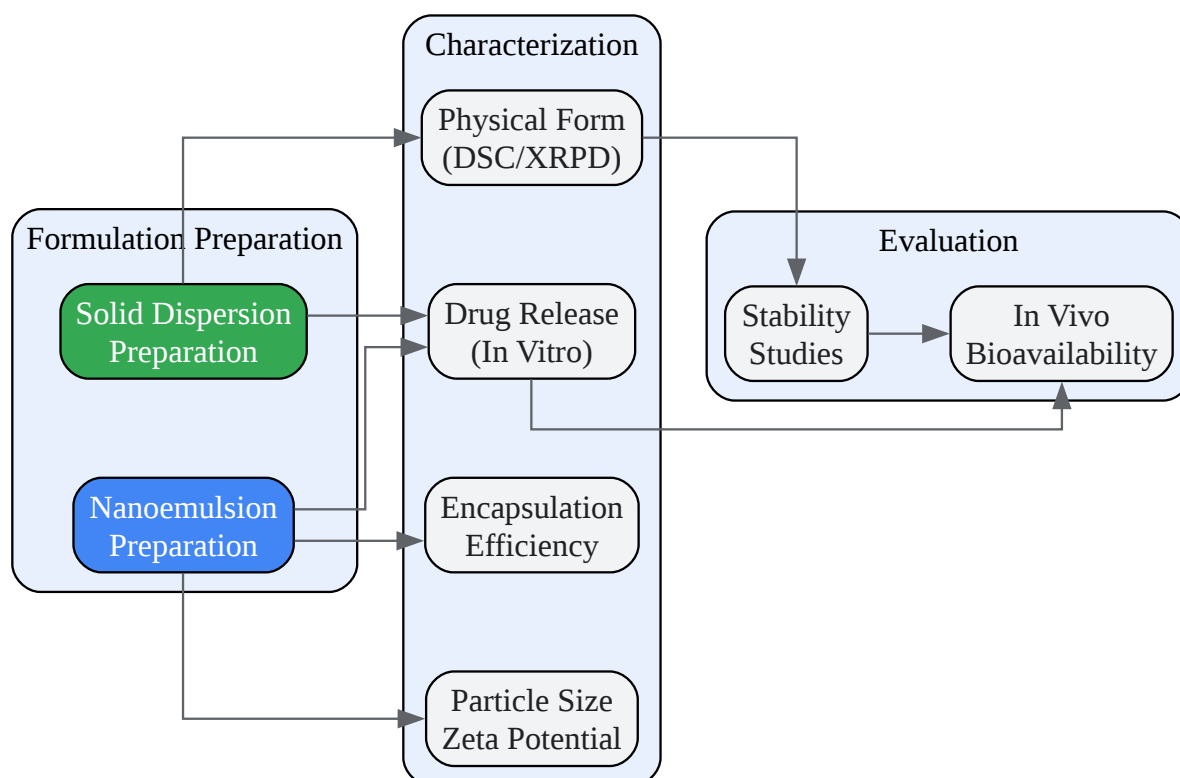 Characterization
Physical Form
(DSC/XRPD)
Formulation Preparation
Evaluation
Solid Dispersion
Preparation
Drug Release
(In Vitro)
Stability
Studies
In Vivo
Bioavailability
Nanoemulsion
Preparation
Encapsulation
Efficiency
Particle Size
Zeta Potential